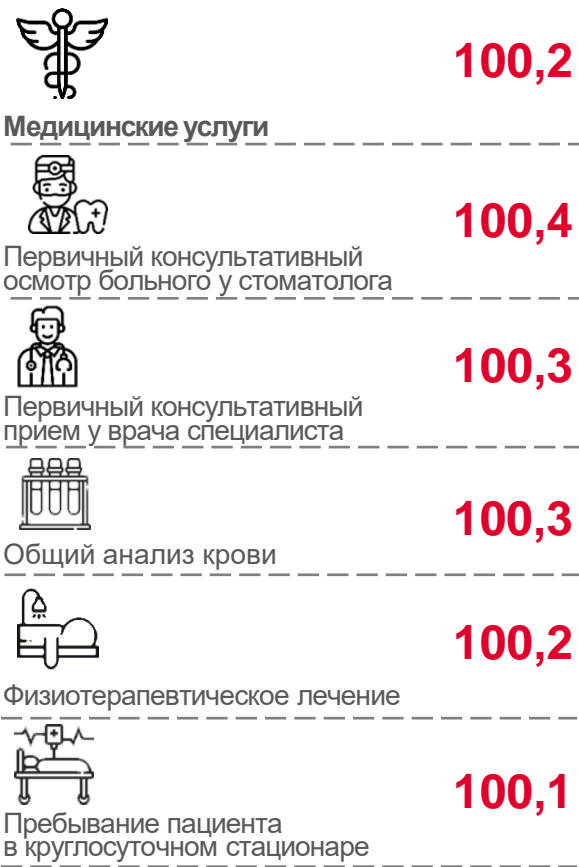 100,2
Медицинские услуги
100,4
Первичный консультативный
осмотр больного у стоматолога
100,3
Первичный консультативный
прием у врача специалиста
100,3
Общий анализ крови
100,2
Физиотерапевтическое лечение
100,1
Пребывание пациента
в круглосуточном стационаре